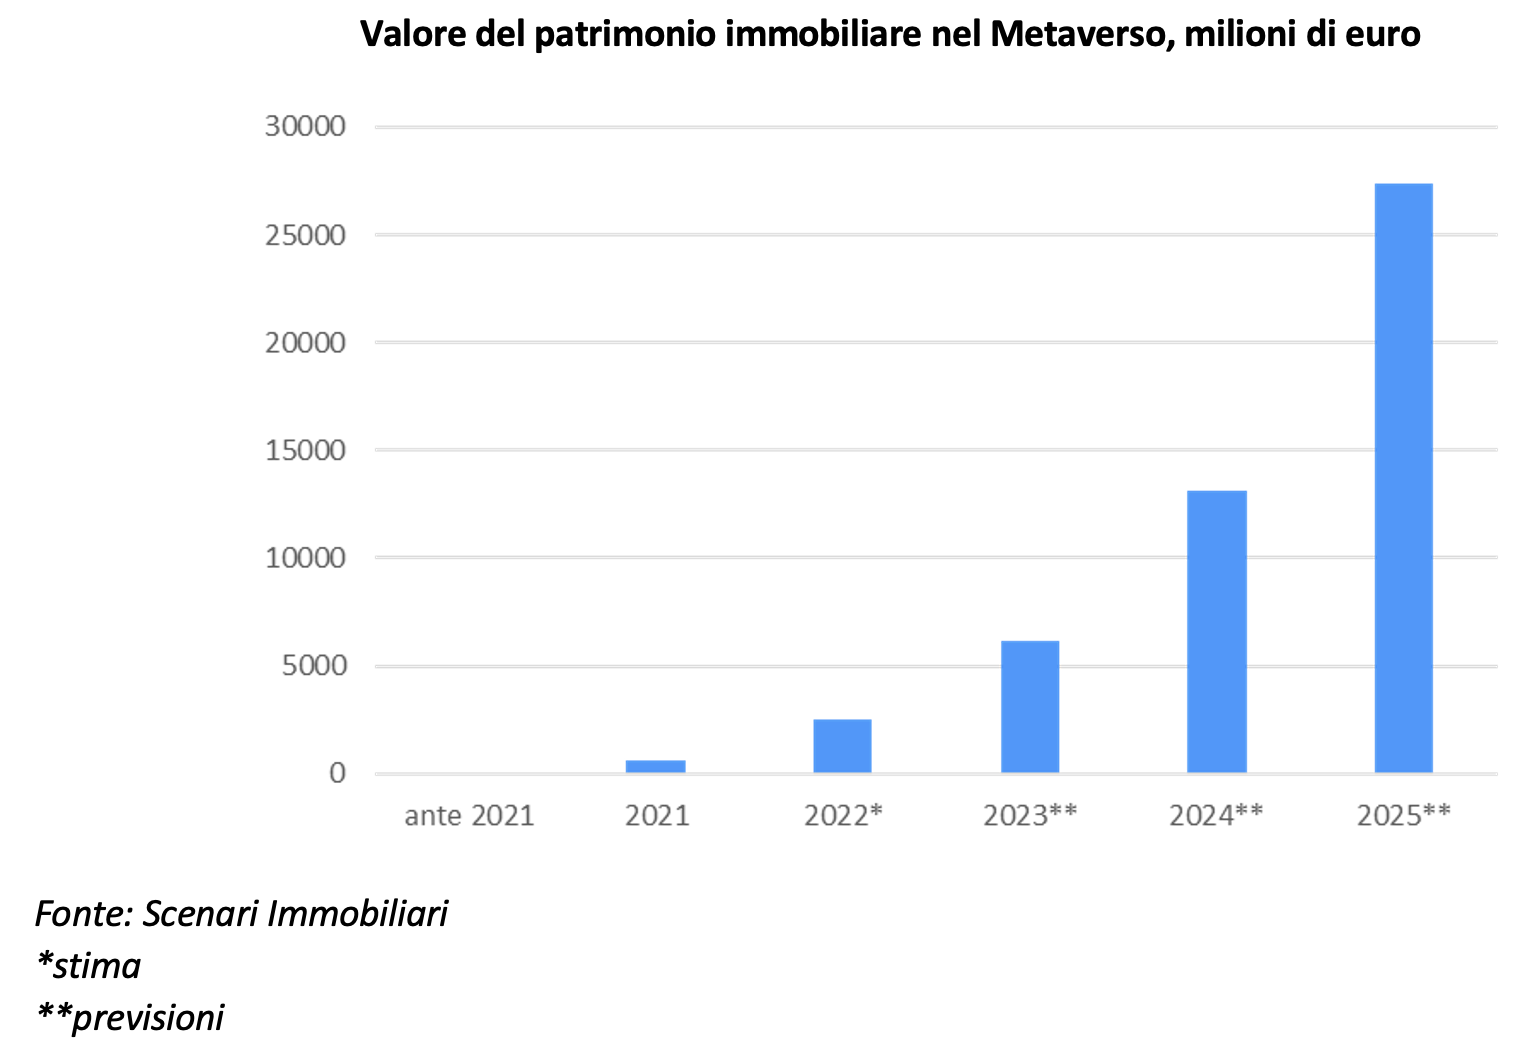 Valore del patrimonio immobiliare nel Metaverso, milioni di euro
30000
25000
20000
15000
10000
5000
0
ante 2021 2021 2022* 2023** 2024** 2025**
Fonte: Scenari Immobiliari
*stima
**previsioni